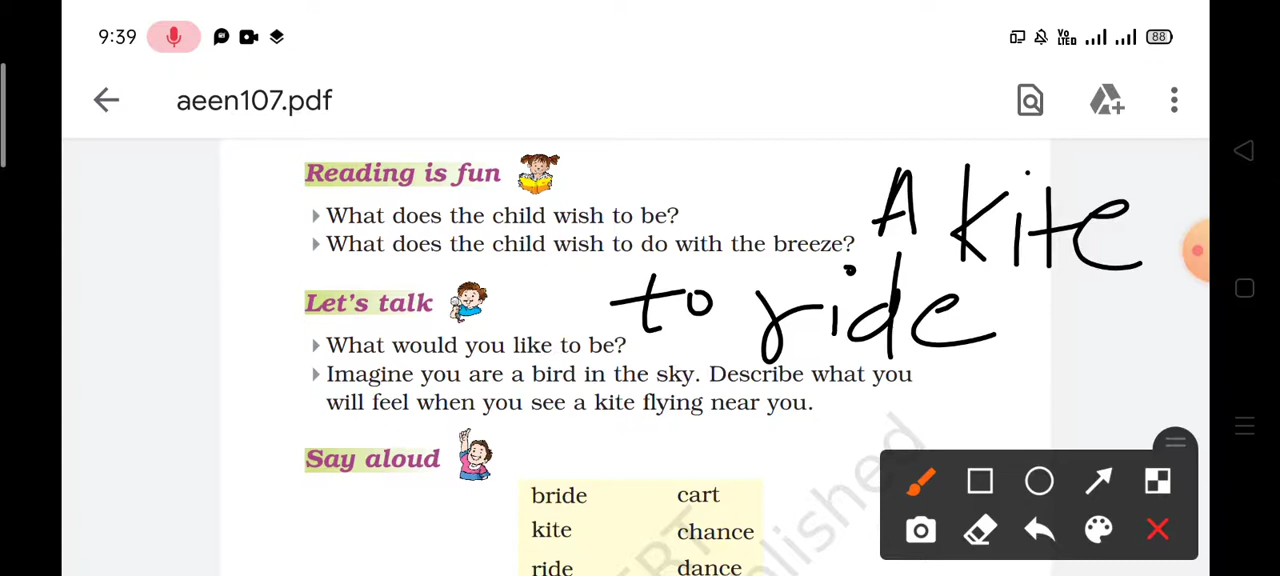 9:39 Vo LTED 88
aeen107.pdf
Reading is fun
What does the child wish to be?
A kite
What does the child wish to do with the breeze?
to ride
Let's talk
What would you like to be?
Imagine you are a bird in the sky. Describe what you
will feel when you see a kite flying near you.
Say aloud
bride cart
kite chance
ride dance